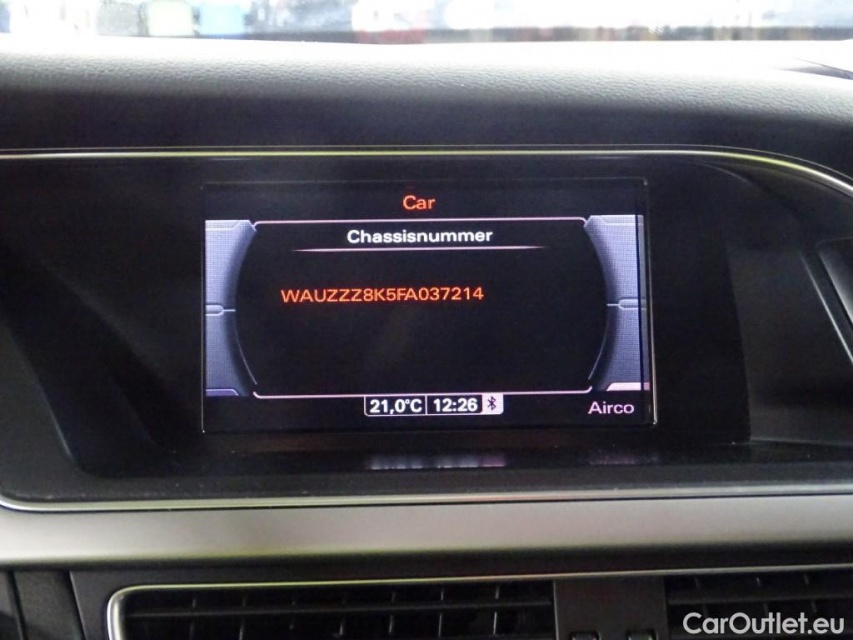 Car
Chassisnummer
WAUZZZ8K5FA037214
21,0°C 12:26
Airco
CarOutlet.eu